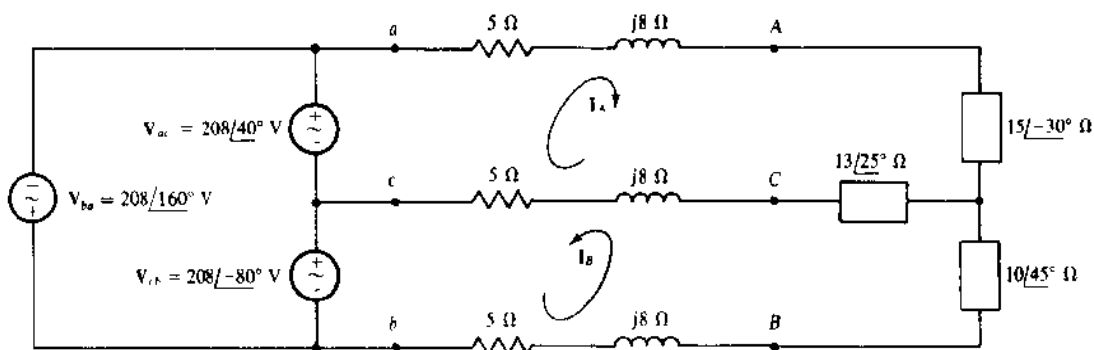 a
5 Ω
j8 Ω
A
I_A
V_ac = 208/40° V
15/−30° Ω
V_ba = 208/160° V
c
5 Ω
j8 Ω
C
13/25° Ω
I_B
V_cb = 208/−80° V
10/45° Ω
b
5 Ω
j8 Ω
B